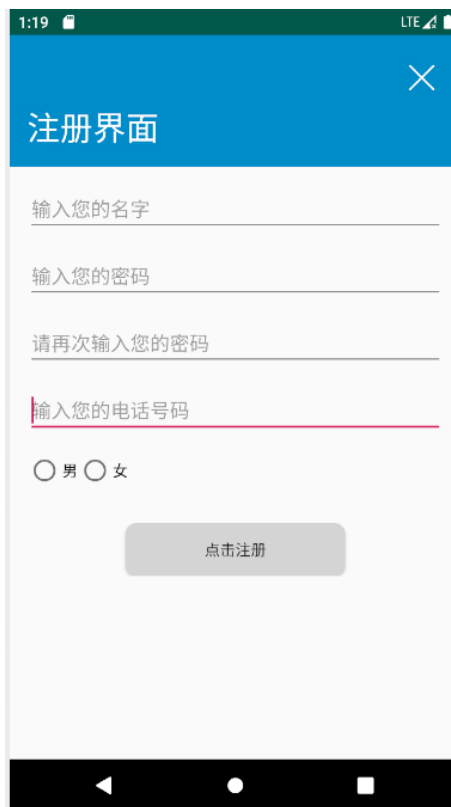 1:19 LTE
注册界面
输入您的名字
输入您的密码
请再次输入您的密码
输入您的电话号码
男 女
点击注册